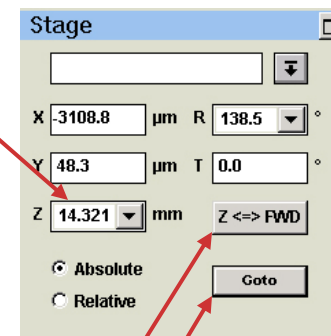 Stage
X -3108.8 µm R 138.5 °
Y 48.3 µm T 0.0 °
Z 14.321 mm Z <=> FWD
Absolute Goto
Relative